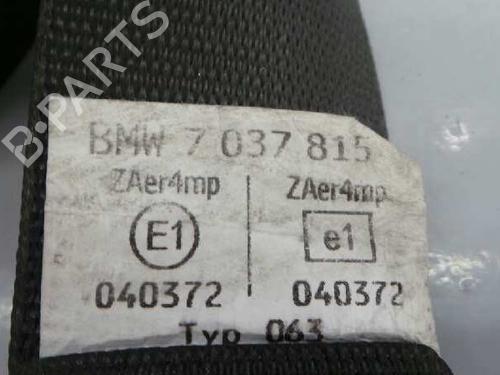 B-PARTS
BMW 7 037 815
ZAer4mp ZAer4mp
E1 e1
040372 040372
Typ 063